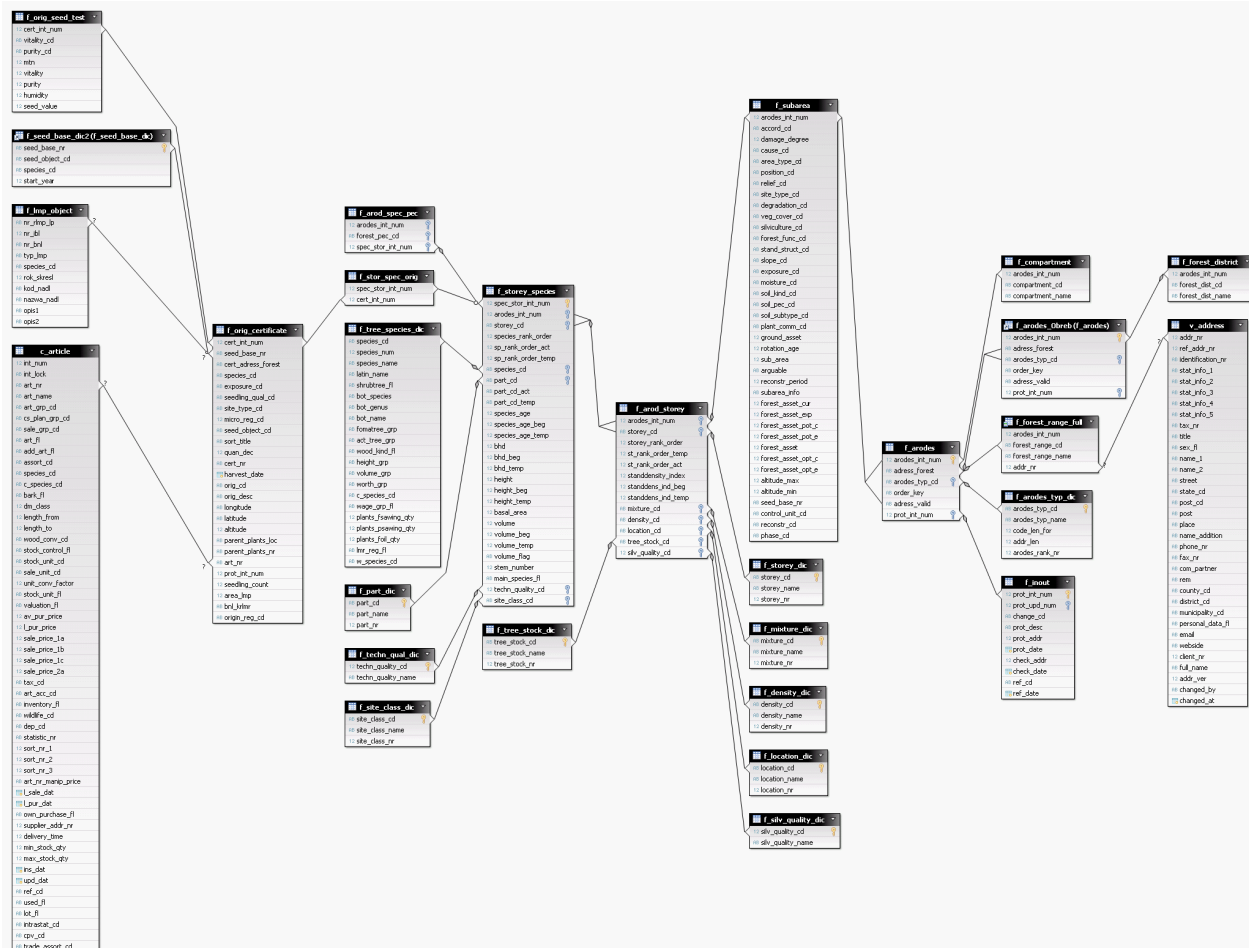 f_orig_seed_test
cert_int_num
vitality_cd
purity_cd
mtn
vitality
purity
humidity
seed_value
f_seed_base_dic2 (f_seed_base_dic)
seed_base_nr
seed_object_cd
species_cd
start_year
f_lmp_object
nr_rlmp_lp
nr_ibl
nr_bnl
typ_lmp
species_cd
rok_skresl
kod_nadl
nazwa_nadl
opis1
opis2
c_article
int_num
int_lock
art_nr
art_name
art_grp_cd
cs_plan_grp_cd
sale_grp_cd
art_fl
add_art_fl
assort_cd
species_cd
c_species_cd
bark_fl
dm_class
length_from
length_to
wood_conv_cd
stock_control_fl
stock_unit_cd
sale_unit_cd
unit_conv_factor
stock_unit_fl
valuation_fl
av_pur_price
l_pur_price
sale_price_1a
sale_price_1b
sale_price_1c
sale_price_2a
tax_cd
art_acc_cd
inventory_fl
wildlife_cd
dep_cd
statistic_nr
sort_nr_1
sort_nr_2
sort_nr_3
art_nr_manip_price
l_sale_dat
l_pur_dat
own_purchase_fl
supplier_addr_nr
delivery_time
min_stock_qty
max_stock_qty
ins_dat
upd_dat
ref_cd
used_fl
lot_fl
intrastat_cd
cpv_cd
trade_assort_cd
f_orig_certificate
cert_int_num
seed_base_nr
cert_adress_forest
species_cd
exposure_cd
seedling_qual_cd
site_type_cd
micro_reg_cd
seed_object_cd
sort_title
quan_dec
cert_nr
harvest_date
orig_cd
orig_desc
longitude
latitude
altitude
parent_plants_loc
parent_plants_nr
art_nr
prot_int_num
seedling_count
area_lmp
bnl_krlmr
origin_reg_cd
f_arod_spec_pec
arodes_int_num
forest_pec_cd
spec_stor_int_num
f_stor_spec_orig
spec_stor_int_num
cert_int_num
f_tree_species_dic
species_cd
species_num
species_name
latin_name
shrubtree_fl
bot_species
bot_genus
bot_name
fomatree_grp
act_tree_grp
wood_kind_fl
height_grp
volume_grp
worth_grp
c_species_cd
wage_grp_fl
plants_fsawing_qty
plants_psawing_qty
plants_foil_qty
lmr_reg_fl
w_species_cd
f_part_dic
part_cd
part_name
part_nr
f_techn_qual_dic
techn_quality_cd
techn_quality_name
f_site_class_dic
site_class_cd
site_class_name
site_class_nr
f_storey_species
spec_stor_int_num
arodes_int_num
storey_cd
species_rank_order
sp_rank_order_act
sp_rank_order_temp
species_cd
part_cd
part_cd_act
part_cd_temp
species_age
species_age_beg
species_age_temp
bhd
bhd_beg
bhd_temp
height
height_beg
height_temp
basal_area
volume
volume_beg
volume_temp
volume_flag
stem_number
main_species_fl
techn_quality_cd
site_class_cd
f_tree_stock_dic
tree_stock_cd
tree_stock_name
tree_stock_nr
f_arod_storey
arodes_int_num
storey_cd
storey_rank_order
st_rank_order_temp
st_rank_order_act
standdensity_index
standdens_ind_beg
standdens_ind_temp
mixture_cd
density_cd
location_cd
tree_stock_cd
silv_quality_cd
f_subarea
arodes_int_num
accord_cd
damage_degree
cause_cd
area_type_cd
position_cd
relief_cd
site_type_cd
degradation_cd
veg_cover_cd
silviculture_cd
forest_func_cd
stand_struct_cd
slope_cd
exposure_cd
moisture_cd
soil_kind_cd
soil_pec_cd
soil_subtype_cd
plant_comm_cd
ground_asset
rotation_age
sub_area
arguable
reconstr_period
subarea_info
forest_asset_cur
forest_asset_exp
forest_asset_pot_c
forest_asset_pot_e
forest_asset
forest_asset_opt_c
forest_asset_opt_e
altitude_max
altitude_min
seed_base_nr
control_unit_cd
reconstr_cd
phase_cd
f_storey_dic
storey_cd
storey_name
storey_nr
f_mixture_dic
mixture_cd
mixture_name
mixture_nr
f_density_dic
density_cd
density_name
density_nr
f_location_dic
location_cd
location_name
location_nr
f_silv_quality_dic
silv_quality_cd
silv_quality_name
f_arodes
arodes_int_num
adress_forest
arodes_typ_cd
order_key
adress_valid
prot_int_num
f_compartment
arodes_int_num
compartment_cd
compartment_name
f_arodes_Obreb (f_arodes)
arodes_int_num
adress_forest
arodes_typ_cd
order_key
adress_valid
prot_int_num
f_forest_range_full
arodes_int_num
forest_range_cd
forest_range_name
addr_nr
f_arodes_typ_dic
arodes_typ_cd
arodes_typ_name
code_len_for
addr_len
arodes_rank_nr
f_inout
prot_int_num
prot_upd_num
change_cd
prot_desc
prot_addr
prot_date
check_addr
check_date
ref_cd
ref_date
f_forest_district
arodes_int_num
forest_dist_cd
forest_dist_name
v_address
addr_nr
ref_addr_nr
identification_nr
stat_info_1
stat_info_2
stat_info_3
stat_info_4
stat_info_5
tax_nr
title
sex_fl
name_1
name_2
street
state_cd
post_cd
post
place
name_addition
phone_nr
fax_nr
com_partner
rem
county_cd
district_cd
municipality_cd
personal_data_fl
email
webside
client_nr
full_name
addr_ver
changed_by
changed_at